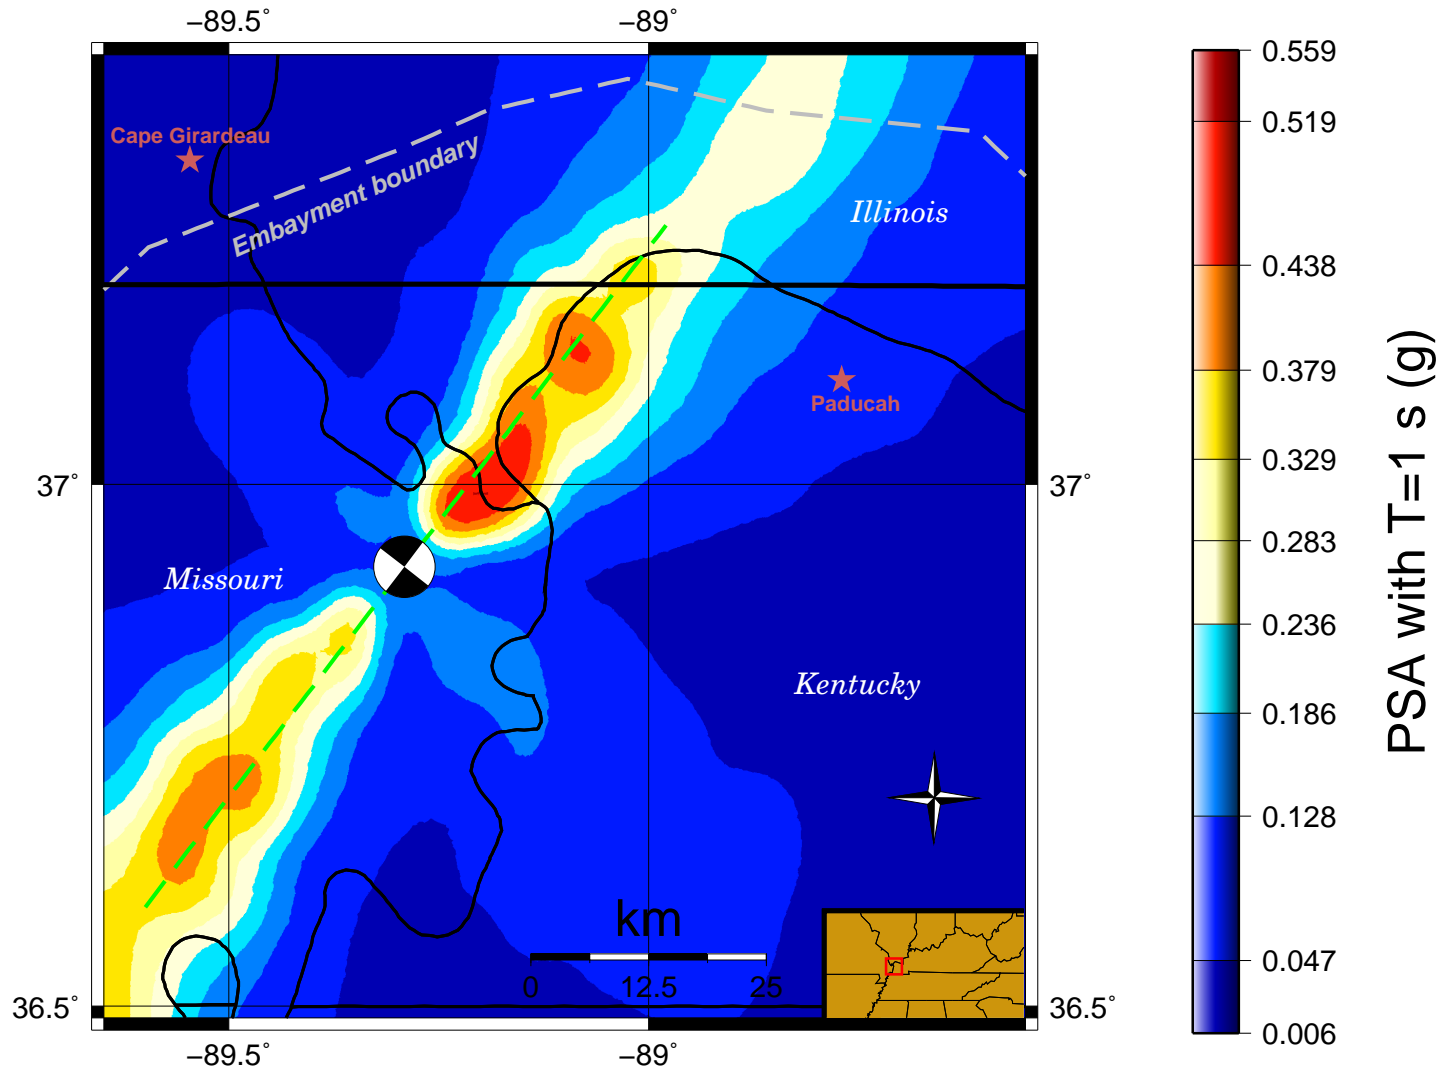 −89.5°
−89°
Cape Girardeau
Embayment boundary
Illinois
Paducah
37°
37°
Missouri
Kentucky
km
0
12.5
25
36.5°
36.5°
−89.5°
−89°
0.559
0.519
0.438
0.379
0.329
0.283
0.236
0.186
0.128
0.047
0.006
PSA with T=1 s (g)